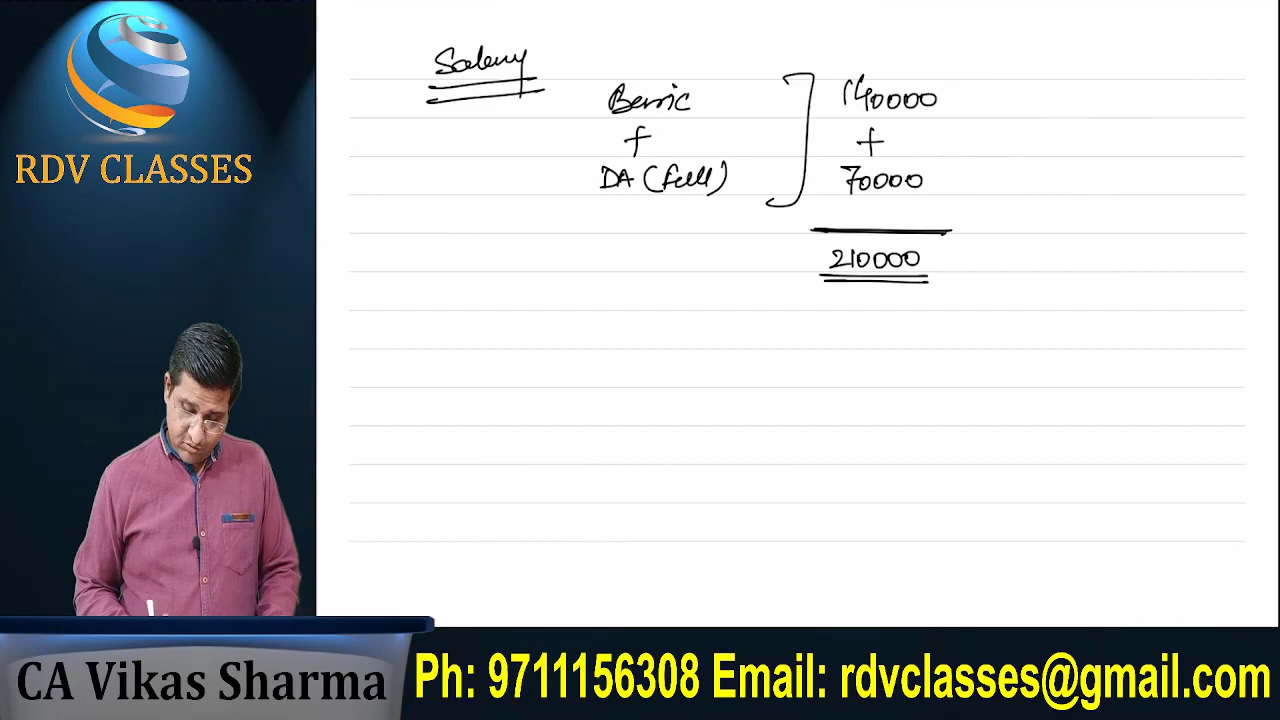 RDV CLASSES
Salary
Basic
+
DA (Full)
140000
+
70000
210000
CA Vikas Sharma
Ph: 9711156308 Email: rdvclasses@gmail.com